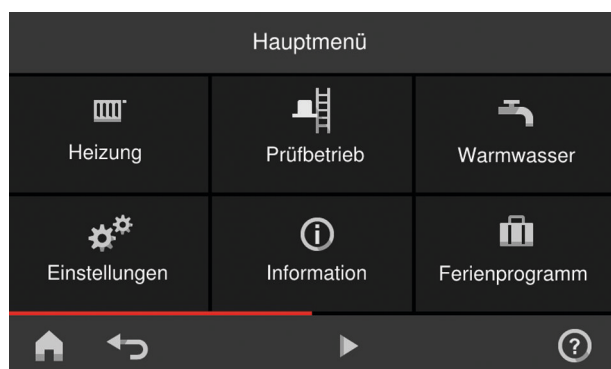 Hauptmenü
Heizung
Prüfbetrieb
Warmwasser
Einstellungen
Information
Ferienprogramm